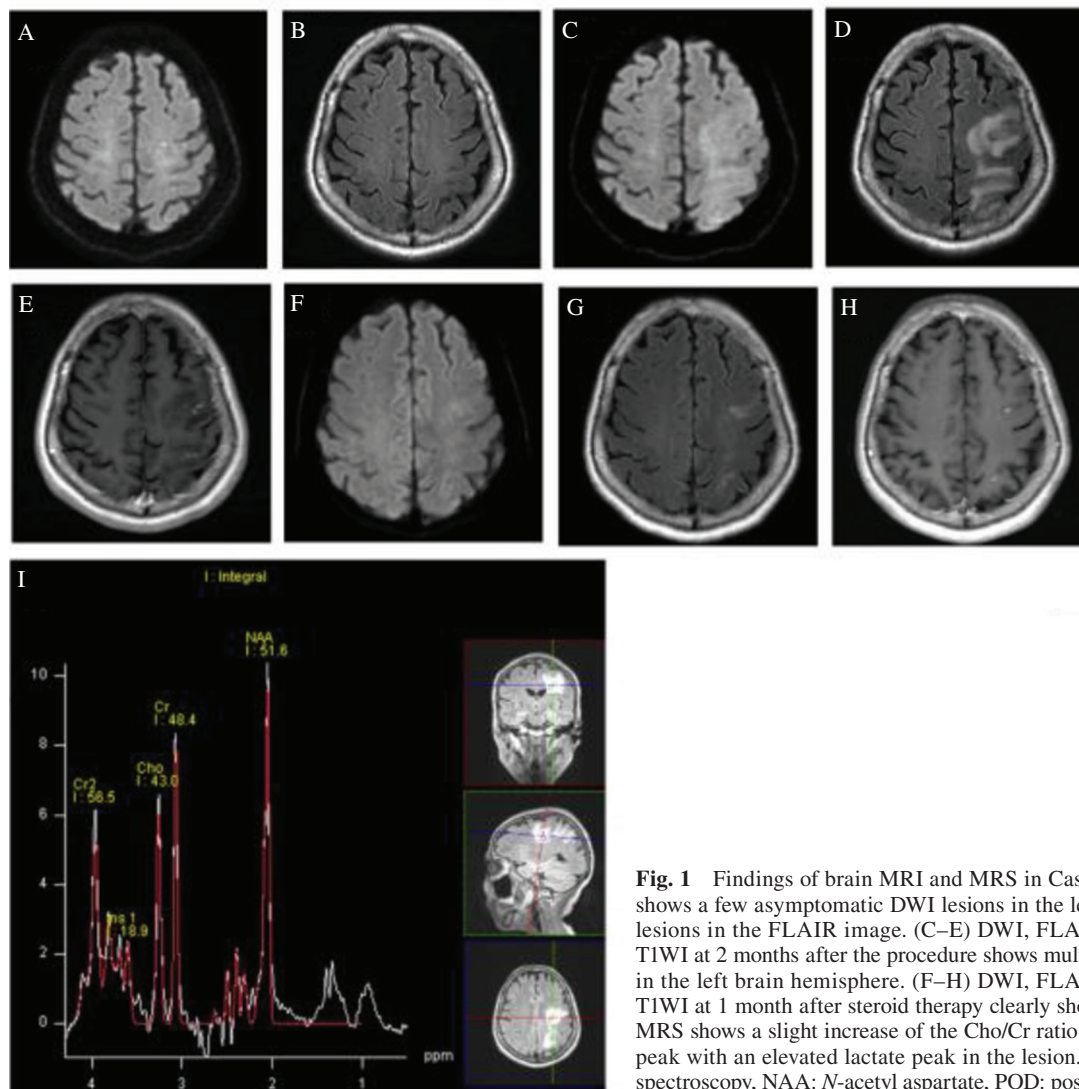 A
B
C
D
E
F
G
H
I
I : Integral
NAA
I : 51.6
10
Cr
I : 48.4
8
Cho
I : 43.0
Cr2
I : 56.5
6
4
Ins 1
: 18.9
2
0
ppm
4
3
2
1
Fig. 1 Findings of brain MRI and MRS in Cas
shows a few asymptomatic DWI lesions in the le
lesions in the FLAIR image. (C–E) DWI, FLA
T1WI at 2 months after the procedure shows mul
in the left brain hemisphere. (F–H) DWI, FLA
T1WI at 1 month after steroid therapy clearly sho
MRS shows a slight increase of the Cho/Cr ratio
peak with an elevated lactate peak in the lesion.
spectroscopy, NAA: N-acetyl aspartate, POD: pos